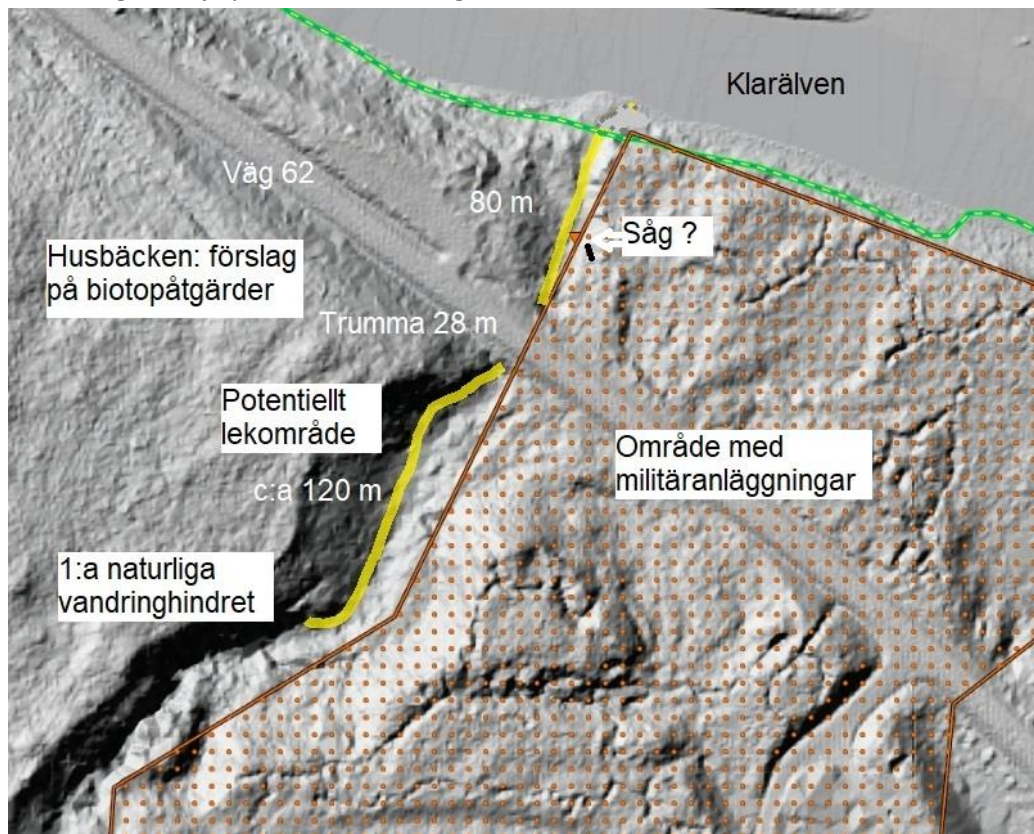 Klarälven
Väg 62
80 m
Såg ?
Husbäcken: förslag
på biotopåtgärder
Trumma 28 m
Potentiellt
lekområde
Område med
militäranläggningar
c:a 120 m
1:a naturliga
vandringhindret